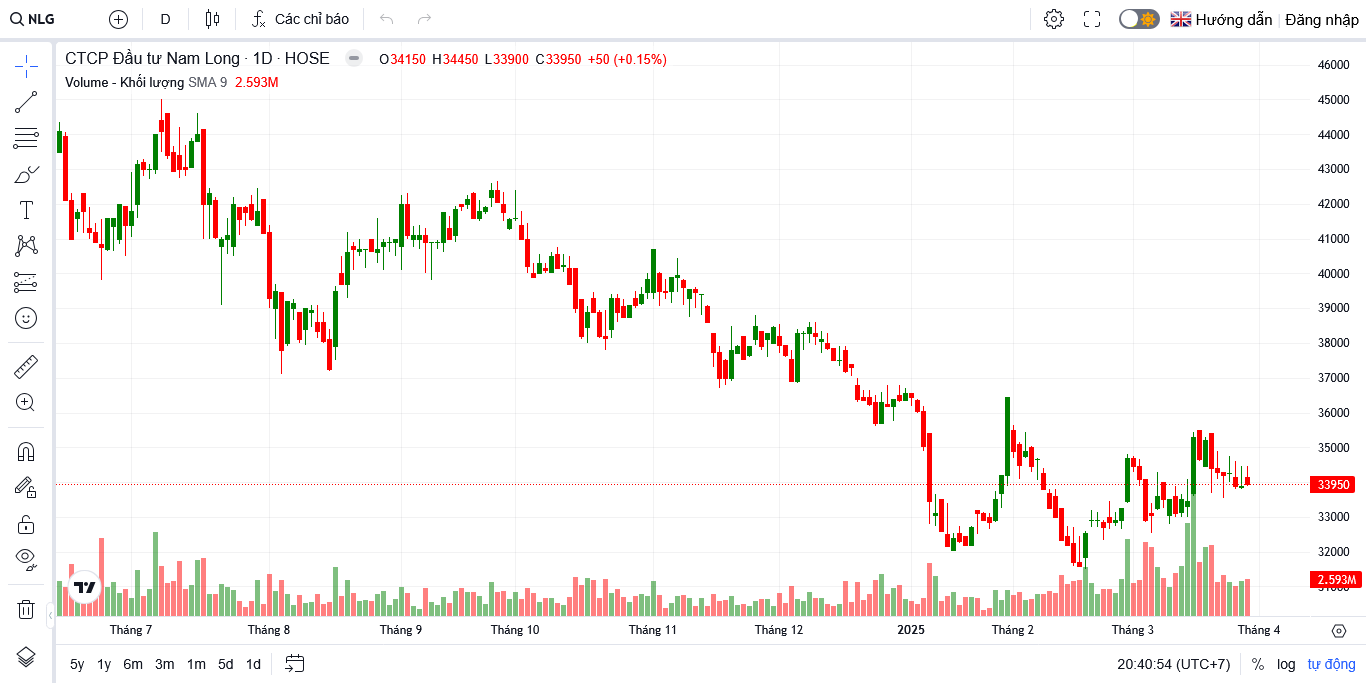 NLG D Các chỉ báo Hướng dẫn Đăng nhập
CTCP Đầu tư Nam Long · 1D · HOSE O34150 H34450 L33900 C33950 +50 (+0.15%)
Volume - Khối lượng SMA 9 2.593M
46000
45000
44000
43000
42000
41000
40000
39000
38000
37000
36000
35000
33950
33000
32000
2.593M
31000
Tháng 7 Tháng 8 Tháng 9 Tháng 10 Tháng 11 Tháng 12 2025 Tháng 2 Tháng 3 Tháng 4
5y 1y 6m 3m 1m 5d 1d 20:40:54 (UTC+7) % log tự động